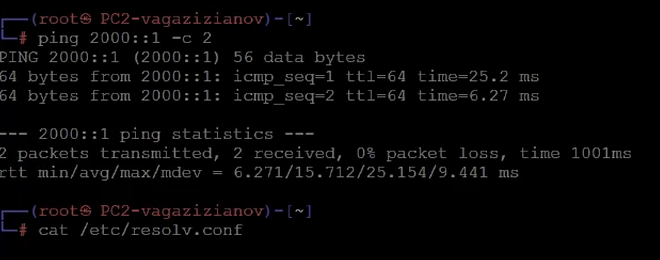 ┌──(root㉿ PC2-vagazizianov)-[~]
└─# ping 2000::1 -c 2
PING 2000::1 (2000::1) 56 data bytes
64 bytes from 2000::1: icmp_seq=1 ttl=64 time=25.2 ms
64 bytes from 2000::1: icmp_seq=2 ttl=64 time=6.27 ms
--- 2000::1 ping statistics ---
2 packets transmitted, 2 received, 0% packet loss, time 1001ms
rtt min/avg/max/mdev = 6.271/15.712/25.154/9.441 ms
┌──(root㉿ PC2-vagazizianov)-[~]
└─# cat /etc/resolv.conf